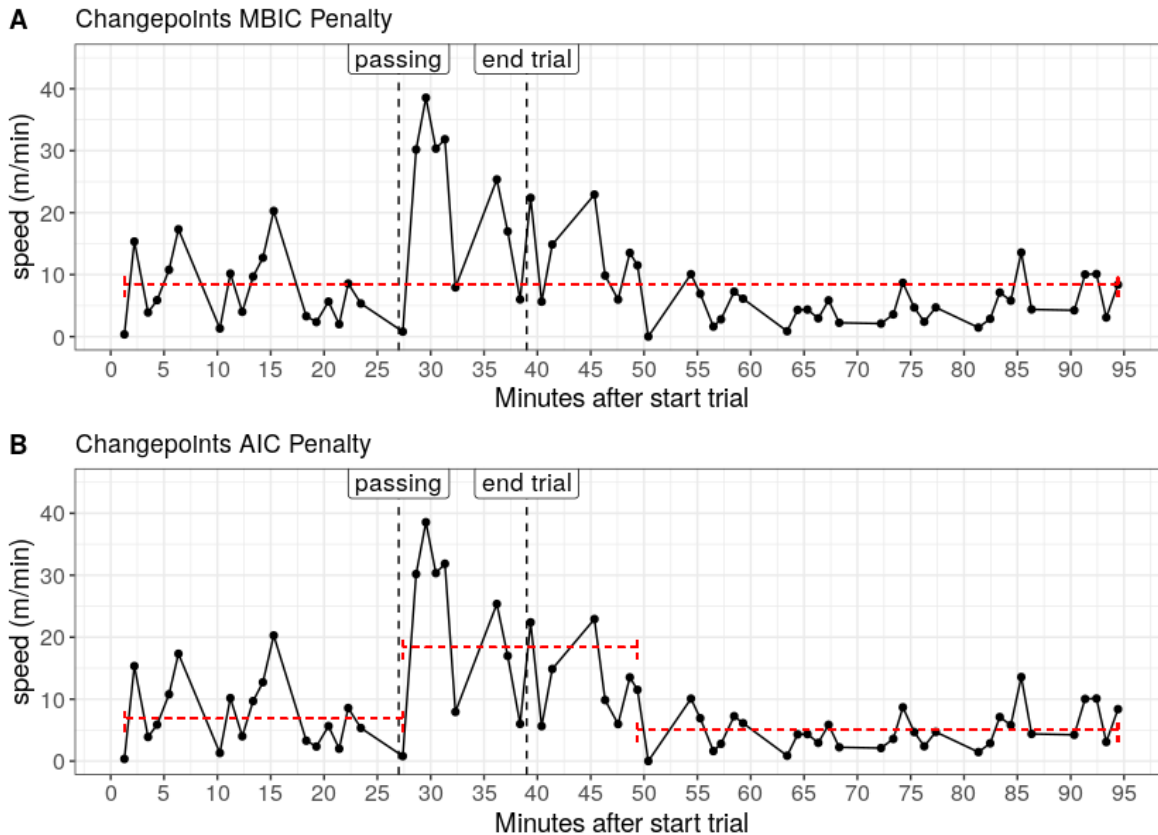 A Changepoints MBIC Penalty
passing end trial
40
30
20
10
0
speed (m/min)
0 5 10 15 20 25 30 35 40 45 50 55 60 65 70 75 80 85 90 95
Minutes after start trial
B Changepoints AIC Penalty
passing end trial
40
30
20
10
0
speed (m/min)
0 5 10 15 20 25 30 35 40 45 50 55 60 65 70 75 80 85 90 95
Minutes after start trial